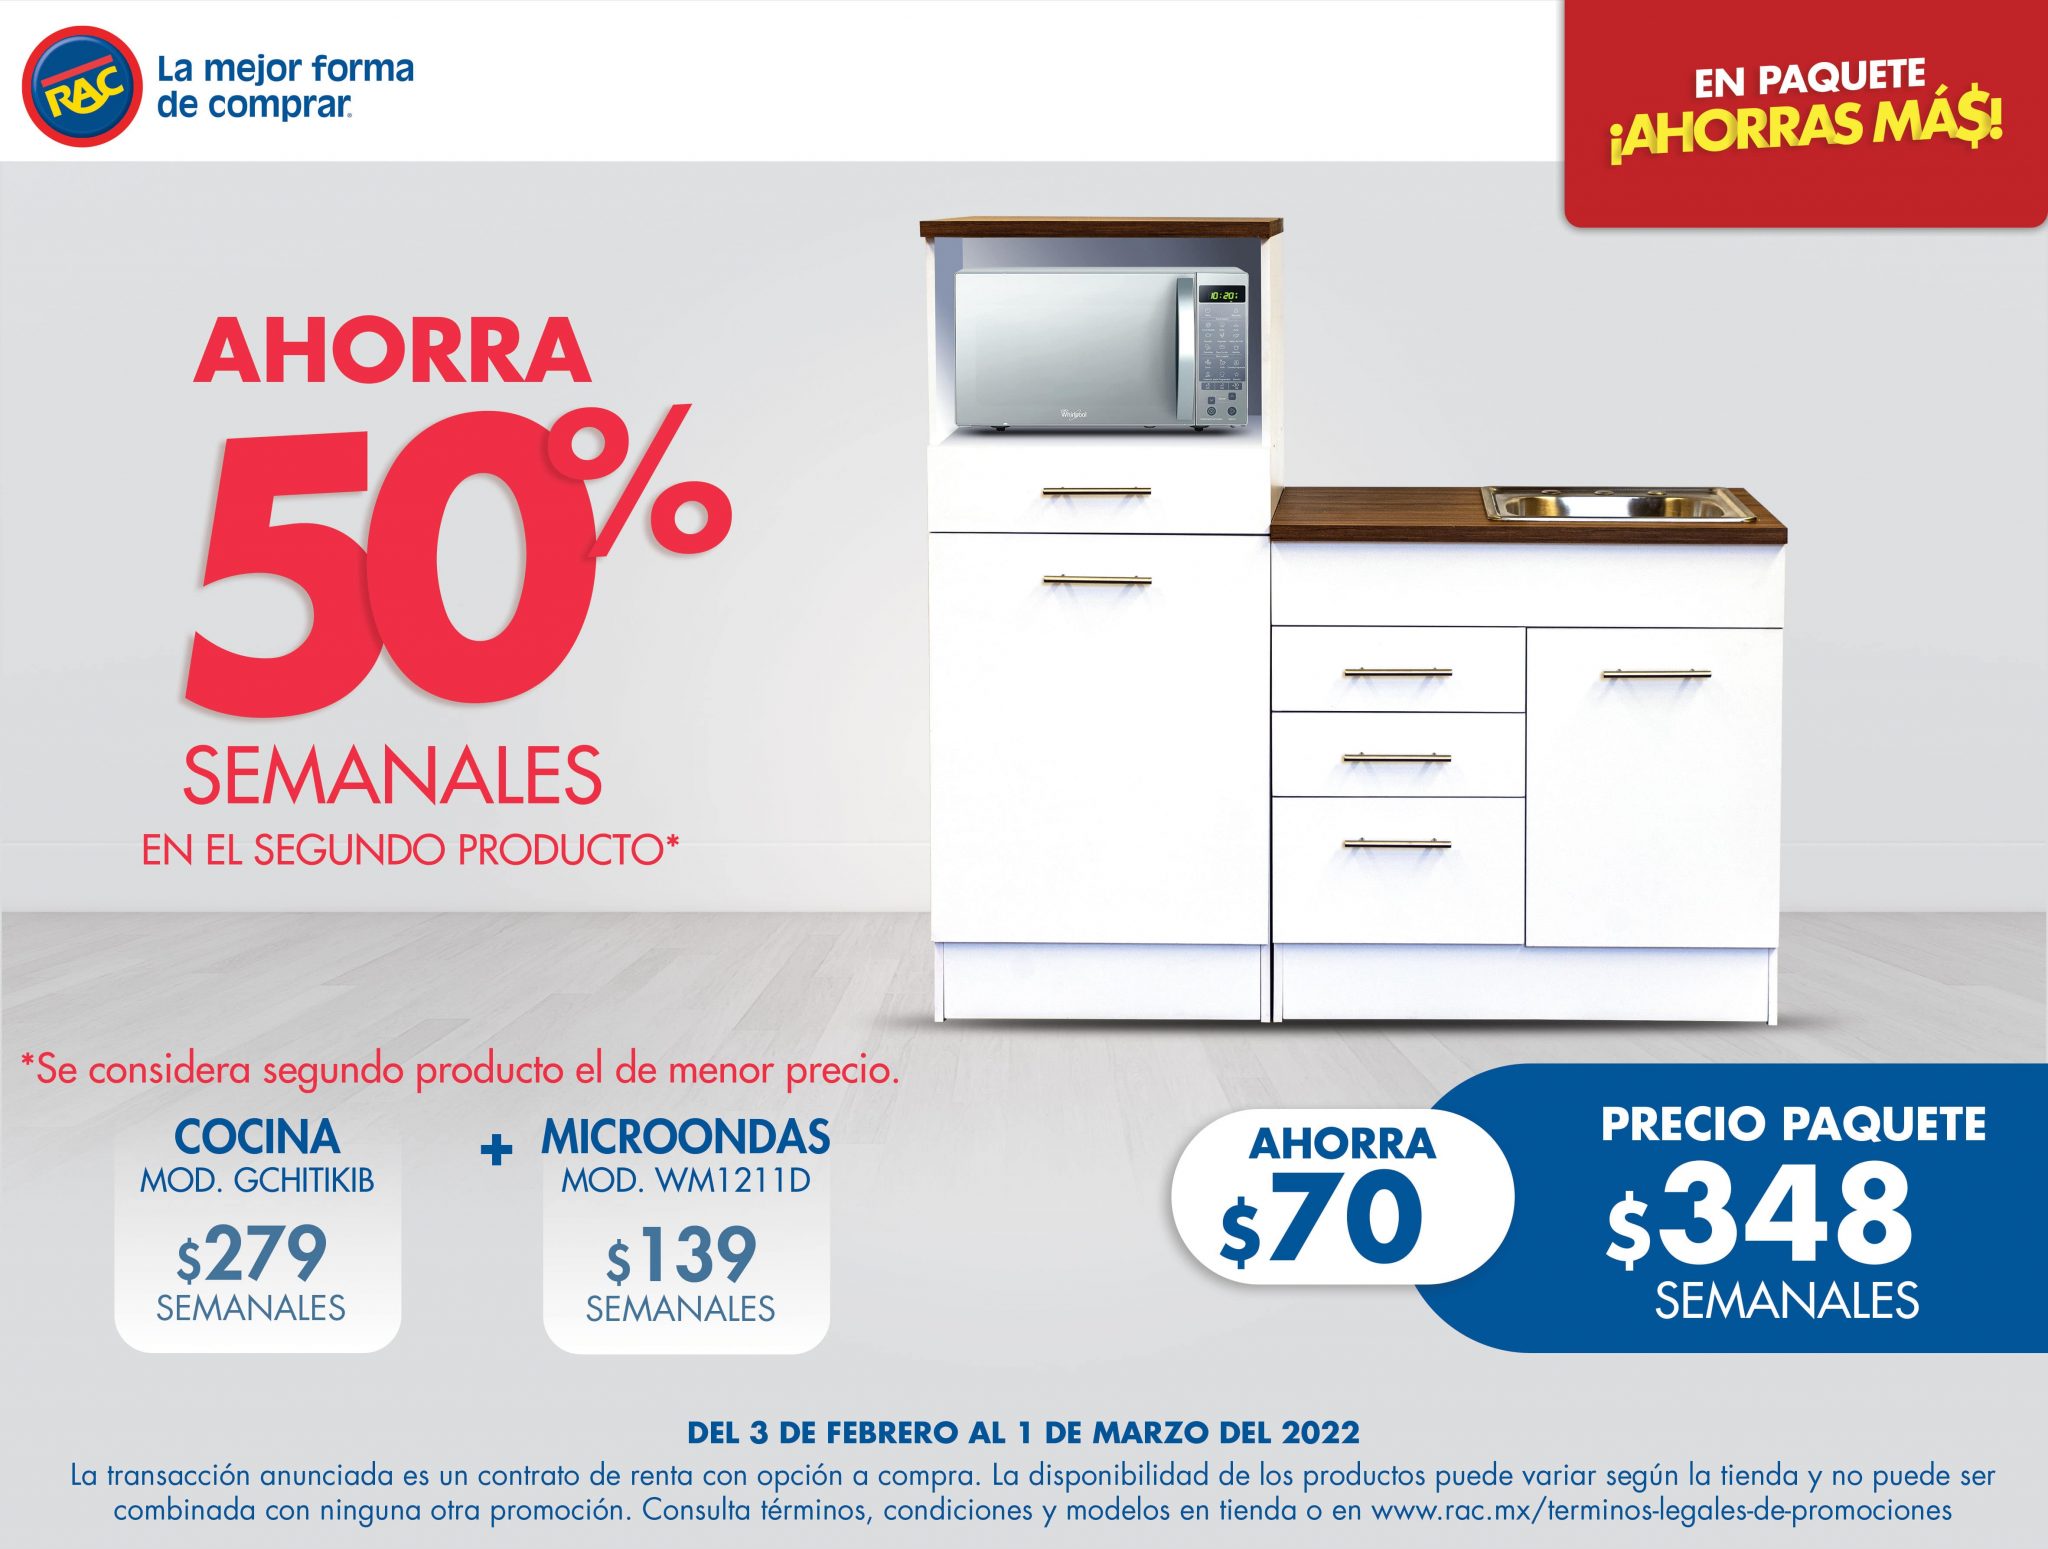 RAC
La mejor forma
de comprar.
EN PAQUETE
¡AHORRAS MÁ$!
AHORRA
50%
SEMANALES
EN EL SEGUNDO PRODUCTO*
10:20
Whirlpool
*Se considera segundo producto el de menor precio.
COCINA
MOD. GCHITIKIB
$279
SEMANALES
+
MICROONDAS
MOD. WM1211D
$139
SEMANALES
AHORRA
$70
PRECIO PAQUETE
$348
SEMANALES
DEL 3 DE FEBRERO AL 1 DE MARZO DEL 2022
La transacción anunciada es un contrato de renta con opción a compra. La disponibilidad de los productos puede variar según la tienda y no puede ser
combinada con ninguna otra promoción. Consulta términos, condiciones y modelos en tienda o en www.rac.mx/terminos-legales-de-promociones